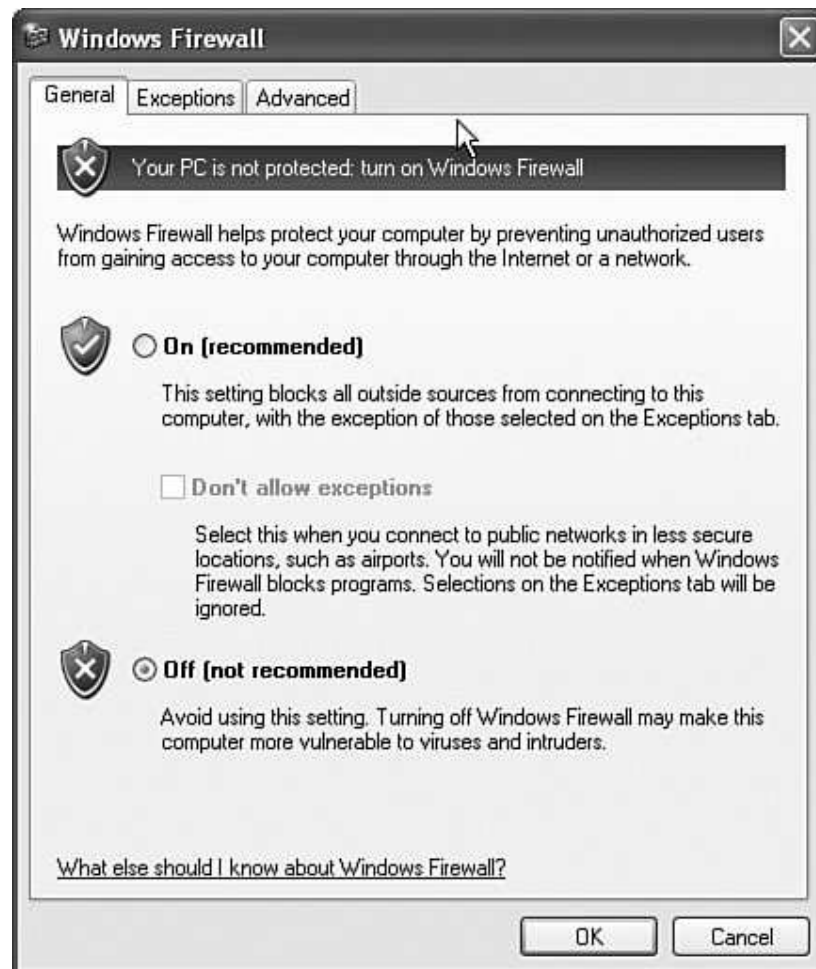 Windows Firewall
General Exceptions Advanced
Your PC is not protected: turn on Windows Firewall
Windows Firewall helps protect your computer by preventing unauthorized users
from gaining access to your computer through the Internet or a network.
On (recommended)
This setting blocks all outside sources from connecting to this
computer, with the exception of those selected on the Exceptions tab.
Don't allow exceptions
Select this when you connect to public networks in less secure
locations, such as airports. You will not be notified when Windows
Firewall blocks programs. Selections on the Exceptions tab will be
ignored.
Off (not recommended)
Avoid using this setting. Turning off Windows Firewall may make this
computer more vulnerable to viruses and intruders.
What else should I know about Windows Firewall?
OK Cancel